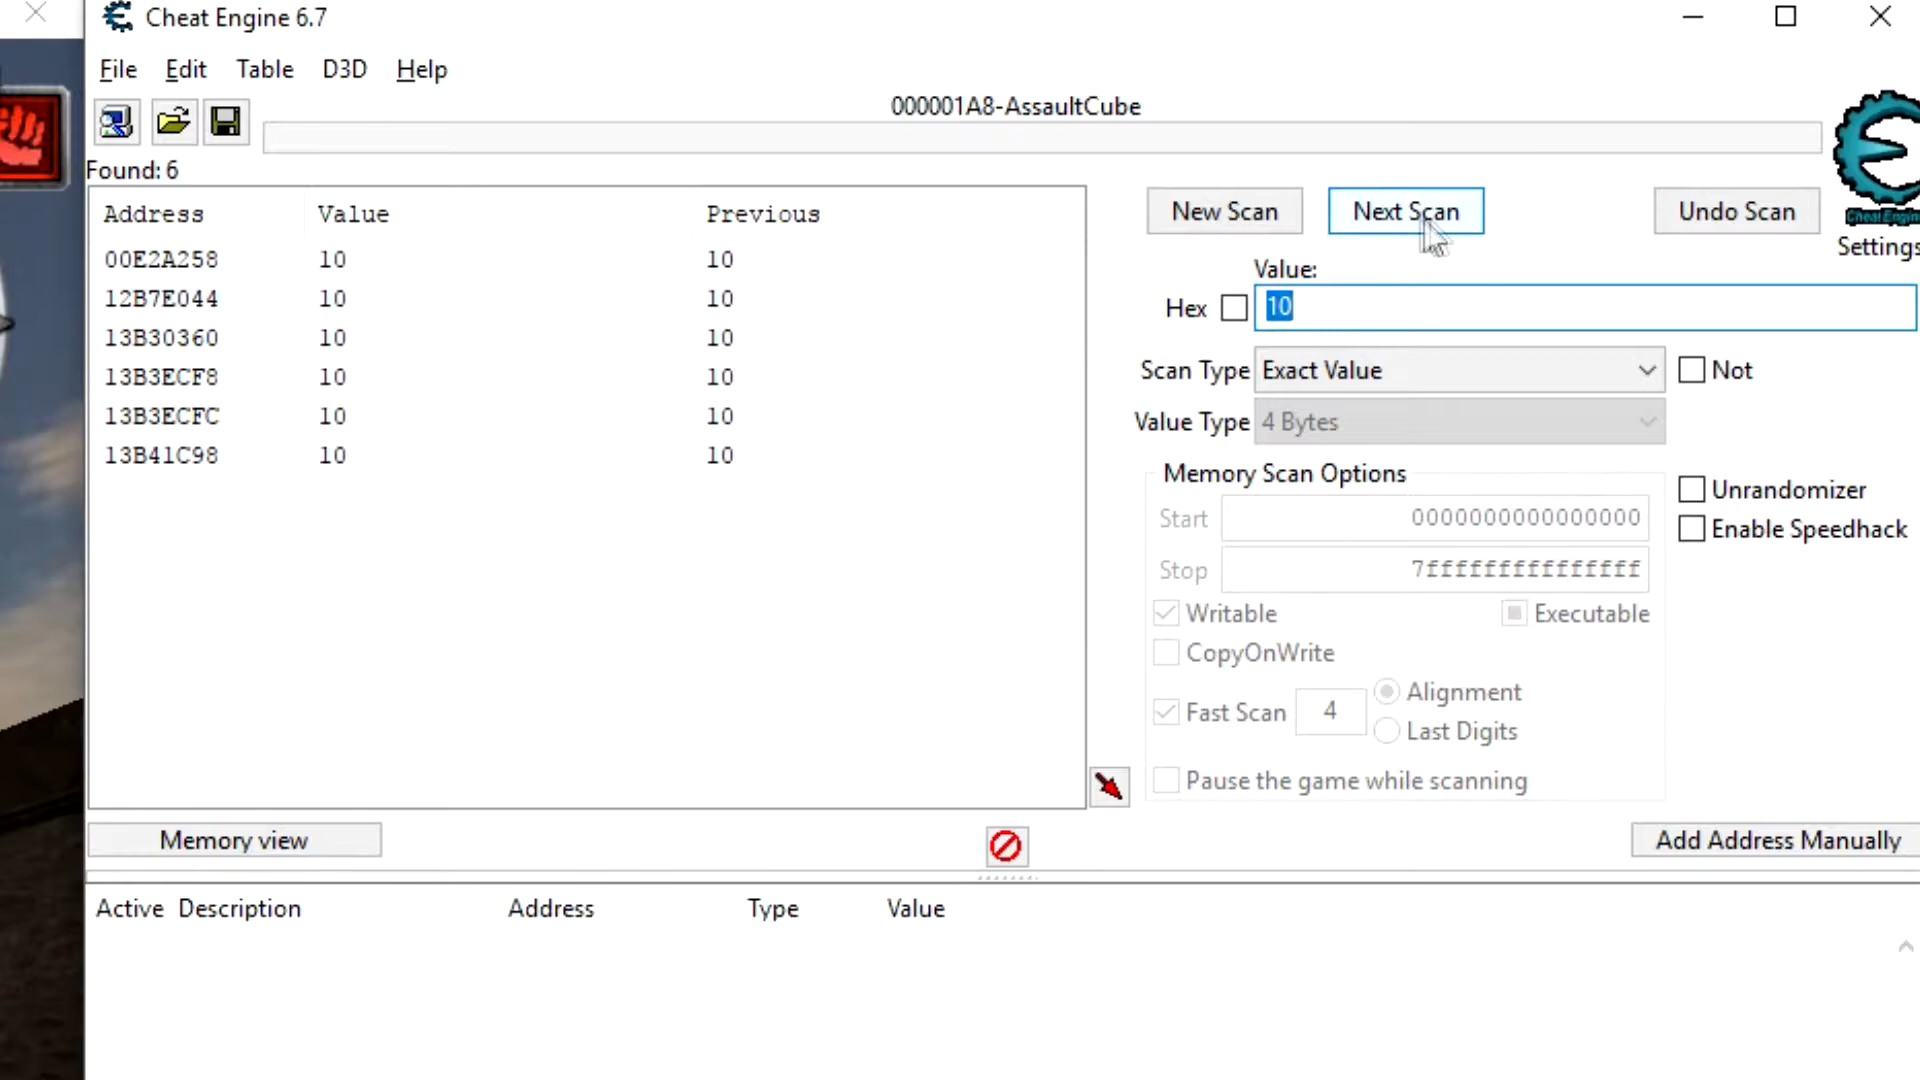 Cheat Engine 6.7
File Edit Table D3D Help
000001A8-AssaultCube
Found: 6
Address Value Previous
00E2A258 10 10
12B7E044 10 10
13B30360 10 10
13B3ECF8 10 10
13B3ECFC 10 10
13B41C98 10 10
New Scan Next Scan Undo Scan
Cheat Engin
Settings
Value:
Hex 10
Scan Type Exact Value Not
Value Type 4 Bytes
Memory Scan Options
Start 0000000000000000
Stop 7fffffffffffffff
Unrandomizer
Enable Speedhack
Writable Executable
CopyOnWrite
Fast Scan 4 Alignment
Last Digits
Pause the game while scanning
Memory view Add Address Manually
Active Description Address Type Value